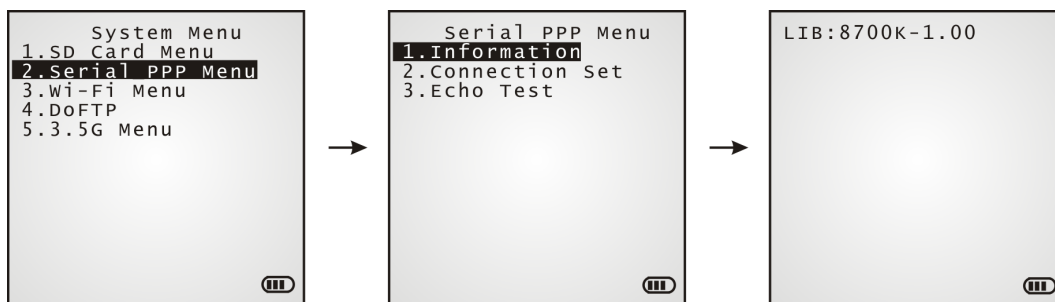 System Menu
1.SD Card Menu
2.Serial PPP Menu
3.Wi-Fi Menu
4.DoFTP
5.3.5G Menu
Serial PPP Menu
1.Information
2.Connection Set
3.Echo Test
LIB:8700K-1.00